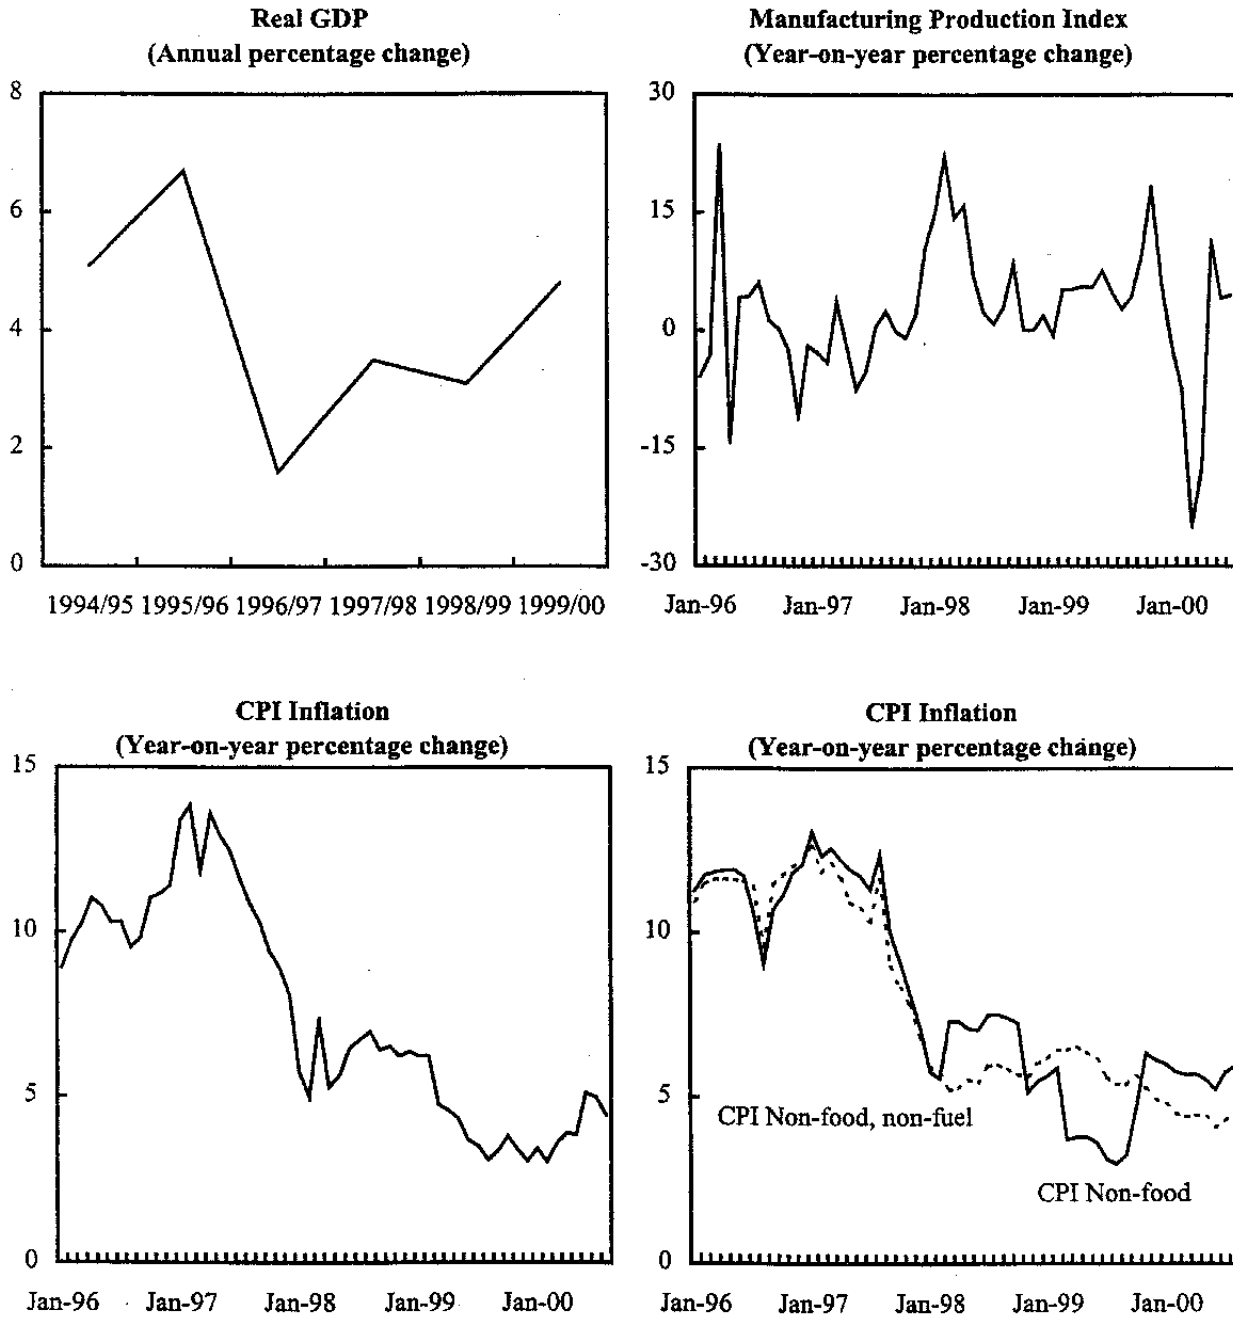 Real GDP
(Annual percentage change)
8
6
4
2
0
1994/95 1995/96 1996/97 1997/98 1998/99 1999/00
Manufacturing Production Index
(Year-on-year percentage change)
30
15
0
-15
-30
Jan-96 Jan-97 Jan-98 Jan-99 Jan-00
CPI Inflation
(Year-on-year percentage change)
15
10
5
0
Jan-96 Jan-97 Jan-98 Jan-99 Jan-00
CPI Inflation
(Year-on-year percentage change)
15
10
5
0
CPI Non-food, non-fuel
CPI Non-food
Jan-96 Jan-97 Jan-98 Jan-99 Jan-00